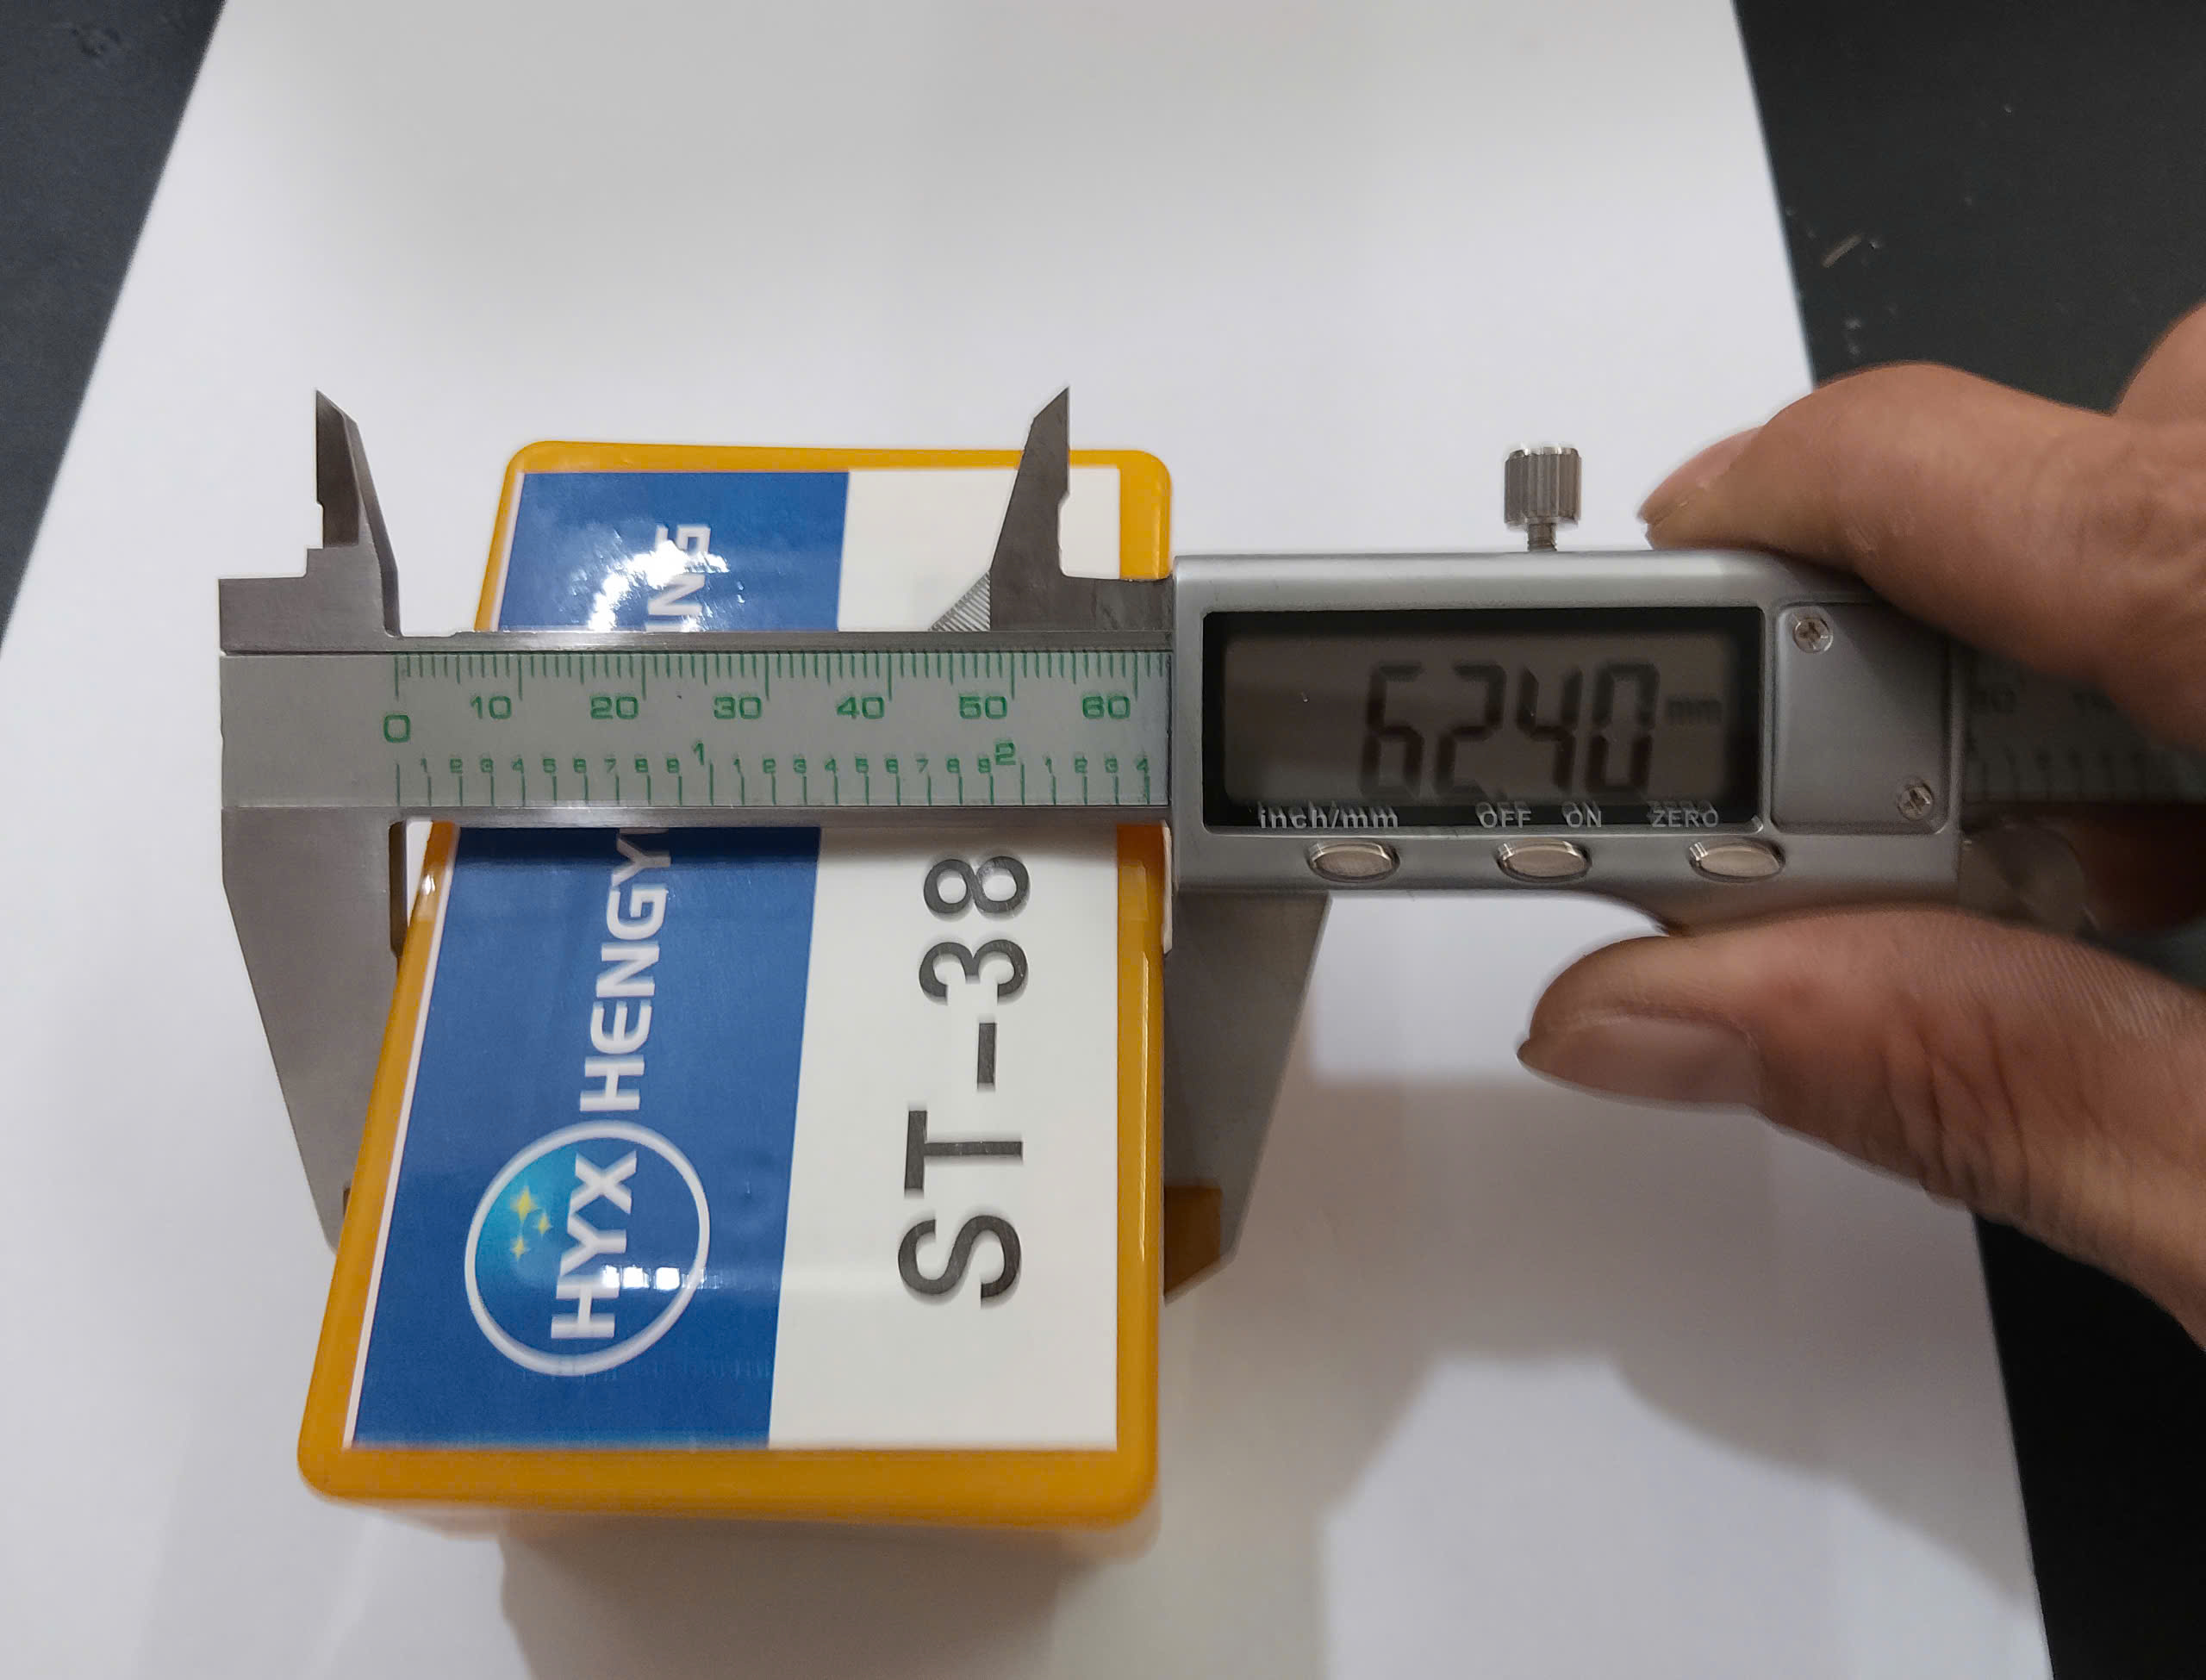 62.40 mm
inch/mm OFF ON ZERO
0 10 20 30 40 50 60
1 2 3 4 5 6 7 8 9 1 1 2 3 4 5 6 7 8 9 2 1 2 3 4
HYX HENGY
ING
ST-38